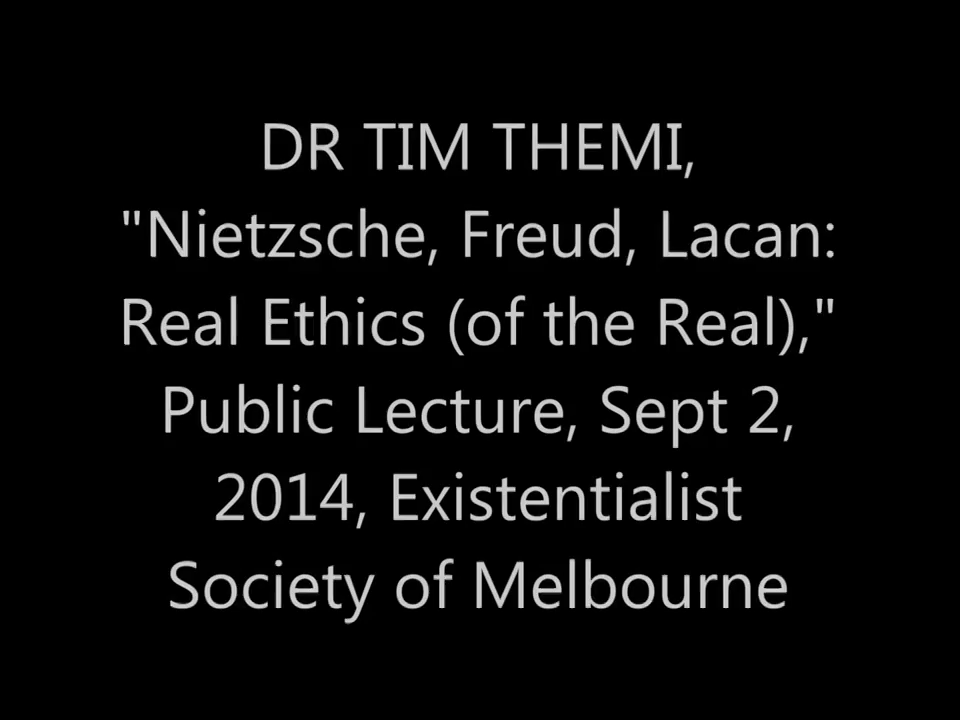 DR TIM THEMI,
"Nietzsche, Freud, Lacan:
Real Ethics (of the Real),"
Public Lecture, Sept 2,
2014, Existentialist
Society of Melbourne